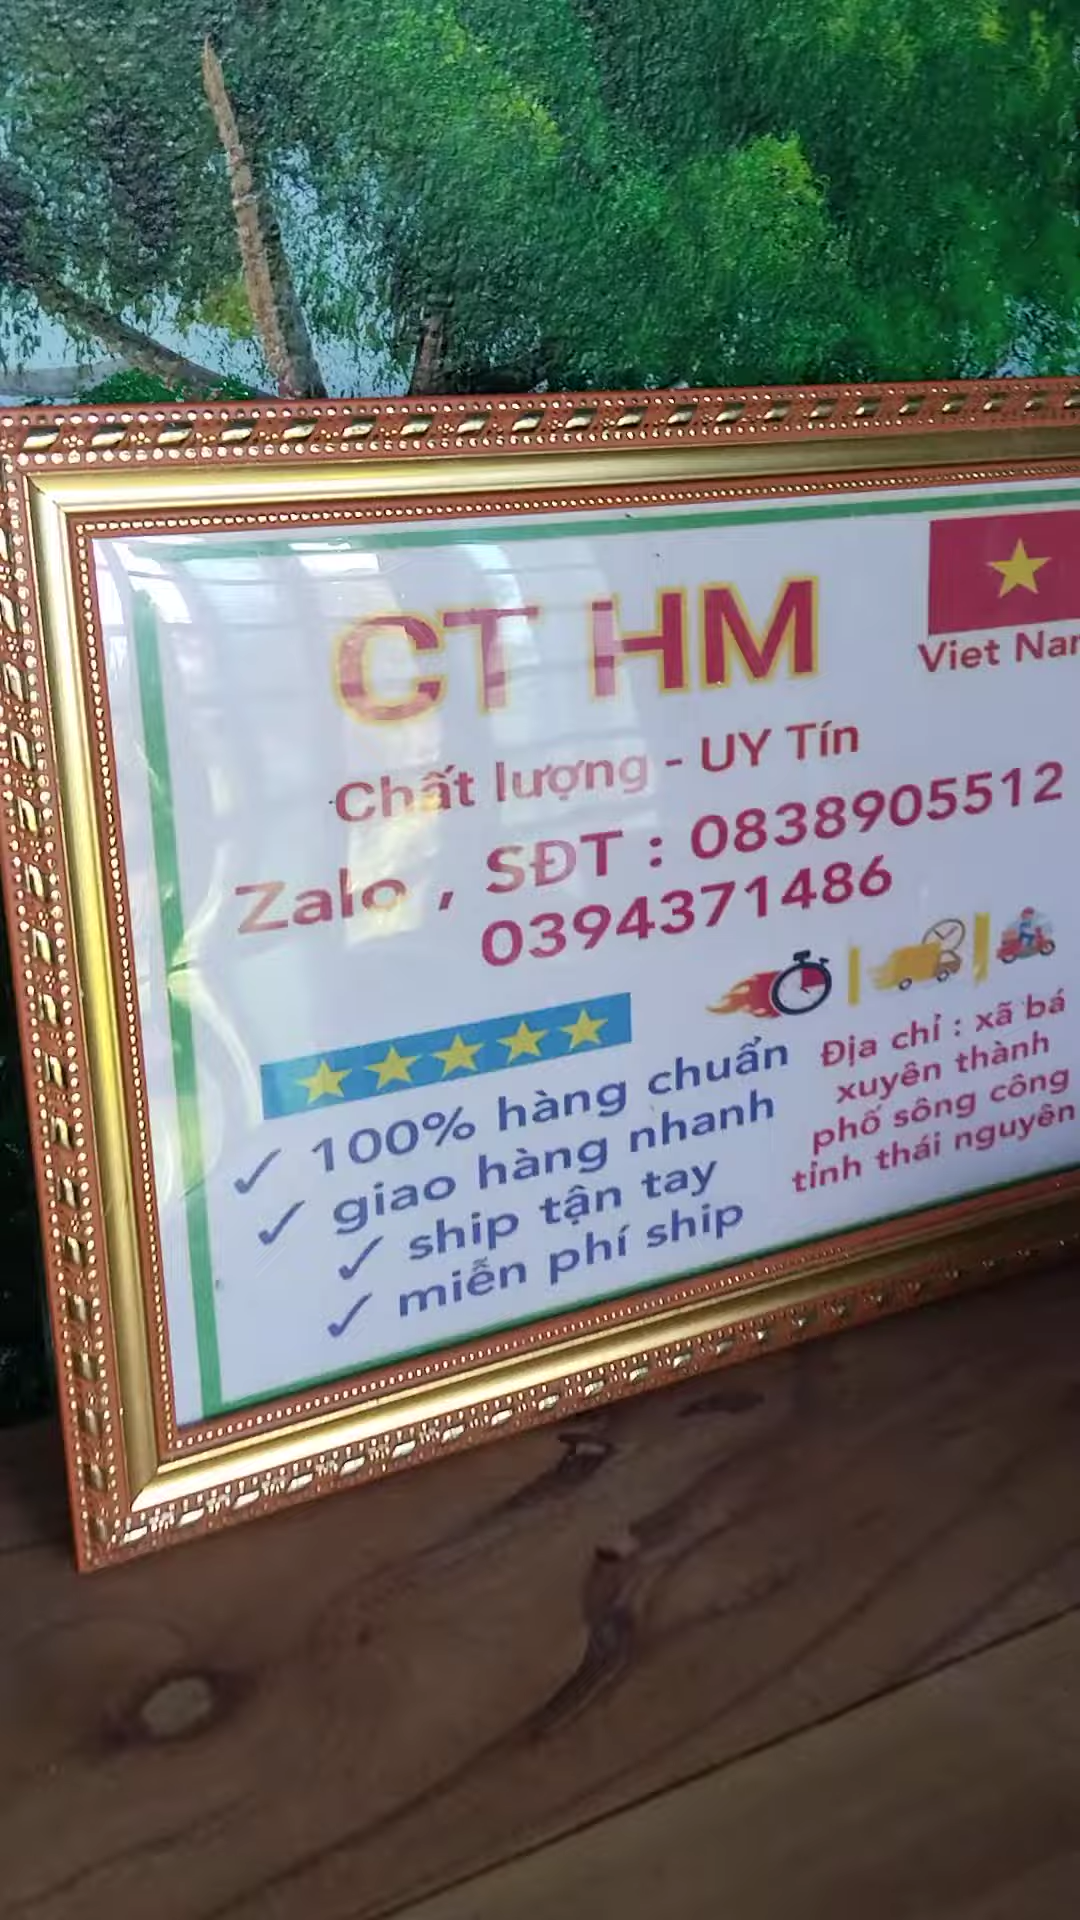 CT HM
Viet Nam
Chất lượng - UY Tín
Zalo , SĐT : 0838905512
0394371486
✓ 100% hàng chuẩn
✓ giao hàng nhanh
✓ ship tận tay
✓ miễn phí ship
Địa chỉ : xã bá
xuyên thành
phố sông công
tỉnh thái nguyên